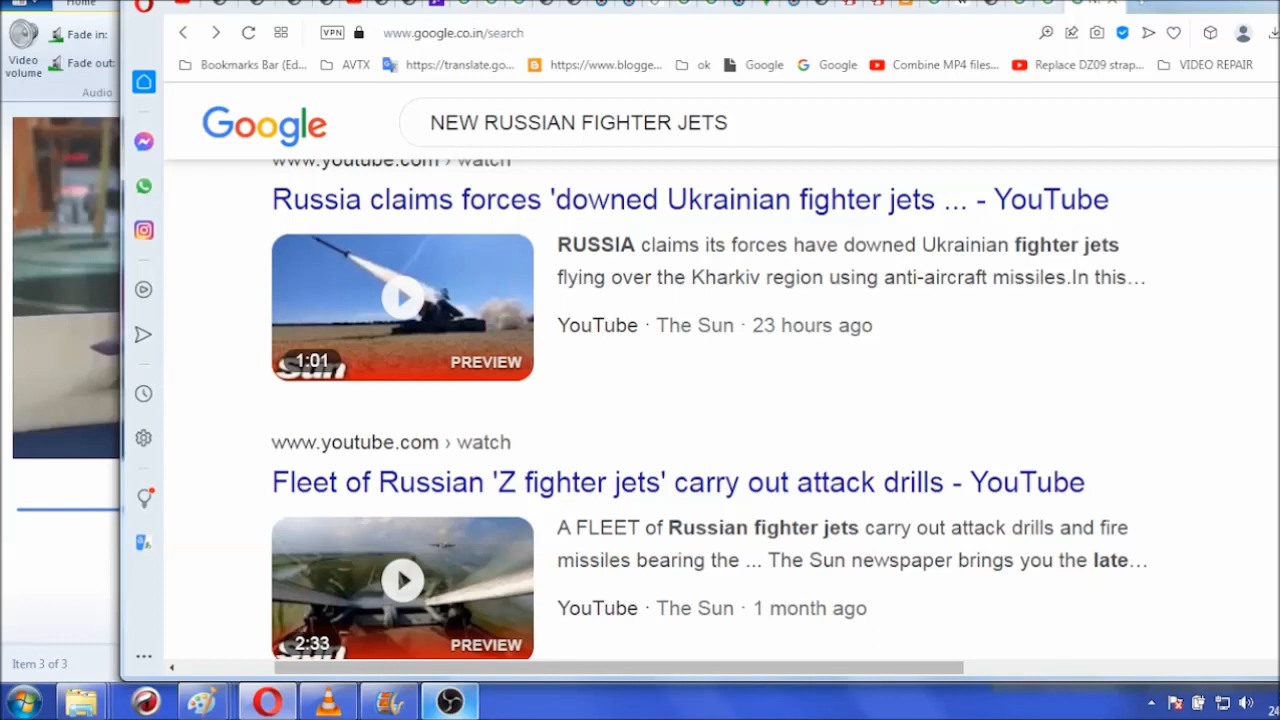 Home
Fade in:
Video
volume
Fade out:
Audio
VPN
www.google.co.in/search
Bookmarks Bar (Ed...
AVTX
https://translate.go...
https://www.blogge...
ok
Google
Google
Combine MP4 files...
Replace DZ09 strap...
VIDEO REPAIR
Google
NEW RUSSIAN FIGHTER JETS
www.youtube.com › watch
Russia claims forces 'downed Ukrainian fighter jets ... - YouTube
RUSSIA claims its forces have downed Ukrainian fighter jets
flying over the Kharkiv region using anti-aircraft missiles.In this...
YouTube · The Sun · 23 hours ago
1:01
PREVIEW
Sun
www.youtube.com › watch
Fleet of Russian 'Z fighter jets' carry out attack drills - YouTube
A FLEET of Russian fighter jets carry out attack drills and fire
missiles bearing the ... The Sun newspaper brings you the late...
YouTube · The Sun · 1 month ago
2:33
PREVIEW
Sun
Item 3 of 3